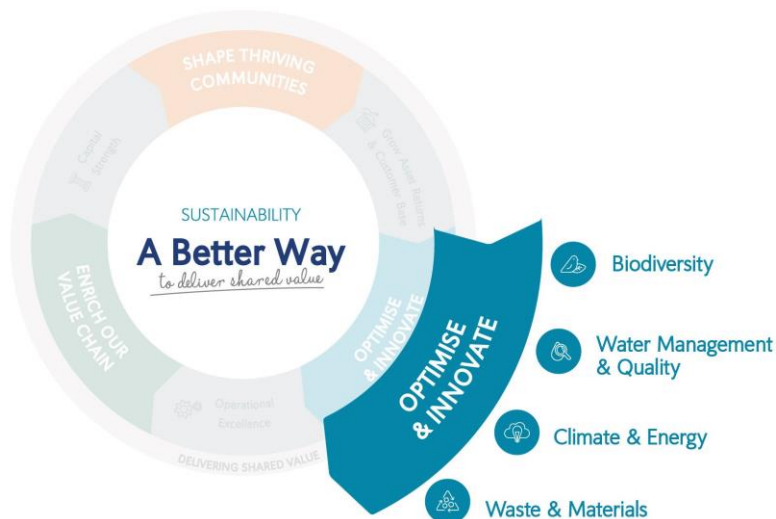 SHAPE THRIVING
COMMUNITIES
Capital
Strength
Grow Asset Returns
& Customer Base
SUSTAINABILITY
A Better Way
to deliver shared value
ENRICH OUR
VALUE CHAIN
OPTIMISE
& INNOVATE
Operational
Excellence
DELIVERING SHARED VALUE
OPTIMISE
& INNOVATE
Biodiversity
Water Management
& Quality
Climate & Energy
Waste & Materials